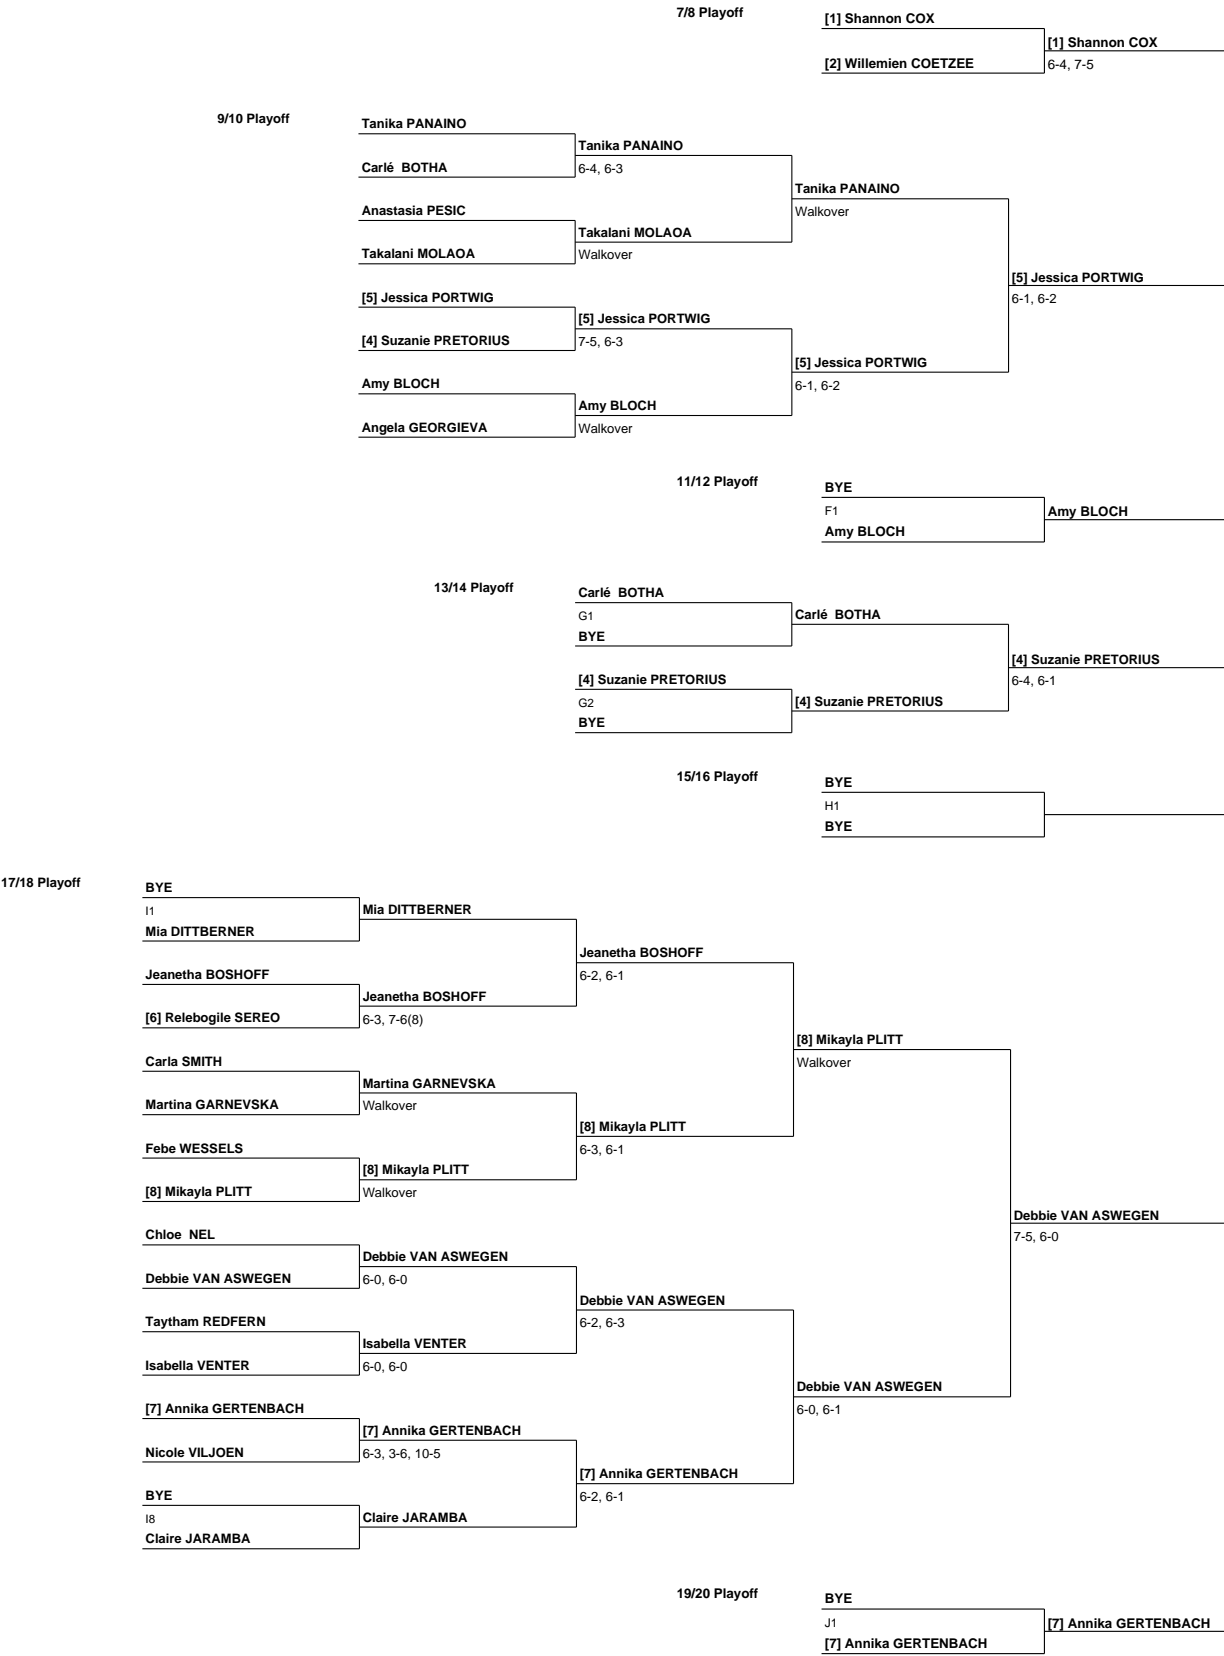 7/8 Playoff
[1] Shannon COX
[1] Shannon COX
[2] Willemien COETZEE
6-4, 7-5
9/10 Playoff
Tanika PANAINO
Tanika PANAINO
Carlé  BOTHA
6-4, 6-3
Tanika PANAINO
Anastasia PESIC
Walkover
Takalani MOLAOA
Takalani MOLAOA
Walkover
[5] Jessica PORTWIG
[5] Jessica PORTWIG
6-1, 6-2
[5] Jessica PORTWIG
[4] Suzanie PRETORIUS
7-5, 6-3
[5] Jessica PORTWIG
Amy BLOCH
6-1, 6-2
Amy BLOCH
Angela GEORGIEVA
Walkover
11/12 Playoff
BYE
F1
Amy BLOCH
Amy BLOCH
13/14 Playoff
Carlé  BOTHA
G1
Carlé  BOTHA
BYE
[4] Suzanie PRETORIUS
[4] Suzanie PRETORIUS
6-4, 6-1
G2
[4] Suzanie PRETORIUS
BYE
15/16 Playoff
BYE
H1
BYE
17/18 Playoff
BYE
I1
Mia DITTBERNER
Mia DITTBERNER
Jeanetha BOSHOFF
Jeanetha BOSHOFF
6-2, 6-1
Jeanetha BOSHOFF
[6] Relebogile SEREO
6-3, 7-6(8)
[8] Mikayla PLITT
Carla SMITH
Walkover
Martina GARNEVSKA
Martina GARNEVSKA
Walkover
[8] Mikayla PLITT
Febe WESSELS
6-3, 6-1
[8] Mikayla PLITT
[8] Mikayla PLITT
Walkover
Debbie VAN ASWEGEN
Chloe  NEL
7-5, 6-0
Debbie VAN ASWEGEN
Debbie VAN ASWEGEN
6-0, 6-0
Debbie VAN ASWEGEN
Taytham REDFERN
6-2, 6-3
Isabella VENTER
Isabella VENTER
6-0, 6-0
Debbie VAN ASWEGEN
[7] Annika GERTENBACH
6-0, 6-1
[7] Annika GERTENBACH
Nicole VILJOEN
6-3, 3-6, 10-5
[7] Annika GERTENBACH
BYE
6-2, 6-1
I8
Claire JARAMBA
Claire JARAMBA
19/20 Playoff
BYE
J1
[7] Annika GERTENBACH
[7] Annika GERTENBACH